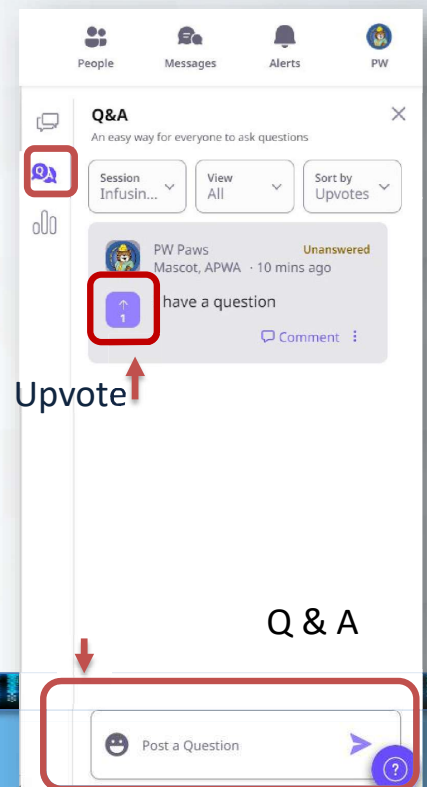 People Messages Alerts PW
Q&A
An easy way for everyone to ask questions
Session View Sort by
Infusin... All Upvotes
PW Paws Unanswered
Mascot, APWA · 10 mins ago
have a question
1
Comment
Upvote
Q & A
Post a Question
?